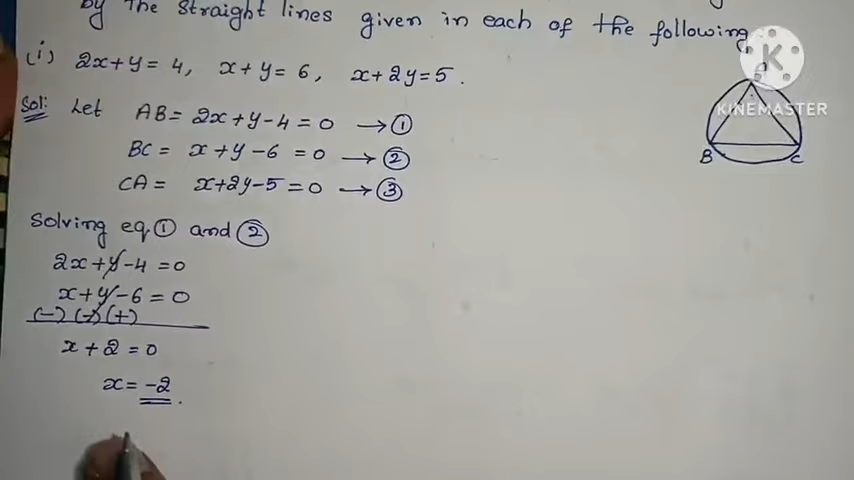 by the straight lines given in each of the following
(i) 2x+y=4, x+y=6, x+2y=5.
Sol: Let AB = 2x+y-4=0 → ①
BC = x+y-6=0 → ②
CA = x+2y-5=0 → ③
Solving eq ① and ②
2x+y-4=0
x+y-6=0
(-) (-) (+)
x+2=0
x=-2.
K
KINEMASTER
A
B
C